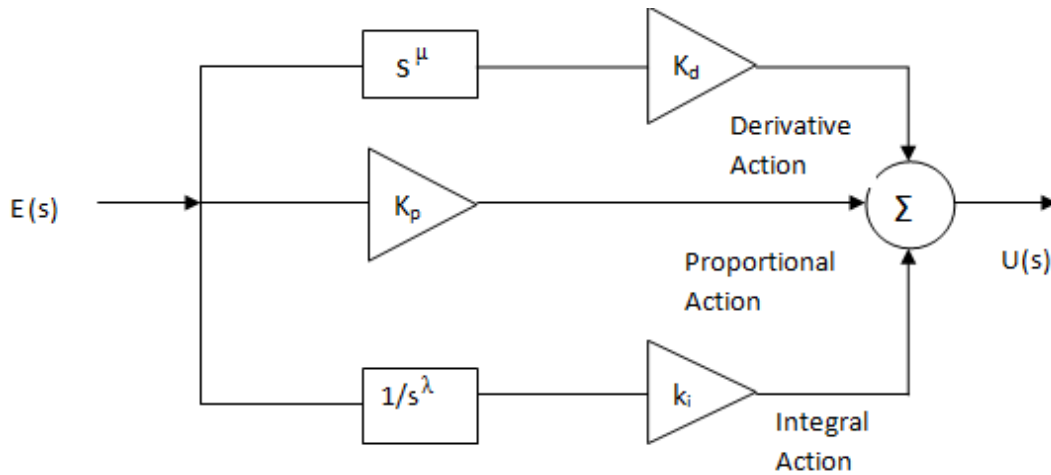 S^μ
K_d
Derivative
Action
E(s)
K_p
Σ
U(s)
Proportional
Action
1/s^λ
k_i
Integral
Action